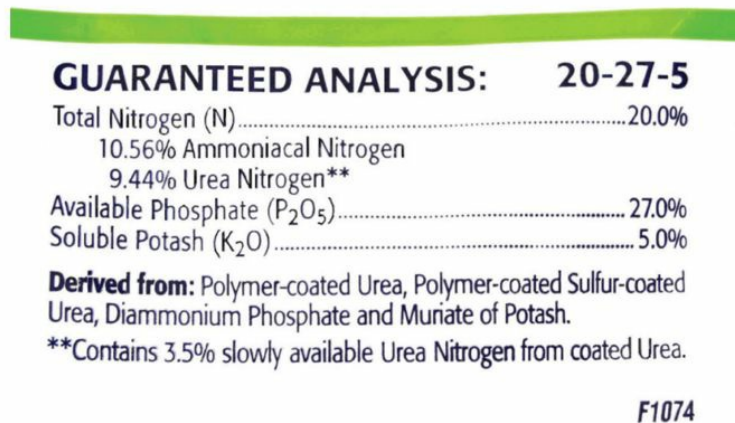 GUARANTEED ANALYSIS: 20-27-5
Total Nitrogen (N)..........20.0%
10.56% Ammoniacal Nitrogen
9.44% Urea Nitrogen**
Available Phosphate (P₂O₅)..........27.0%
Soluble Potash (K₂O)..........5.0%
Derived from: Polymer-coated Urea, Polymer-coated Sulfur-coated
Urea, Diammonium Phosphate and Muriate of Potash.
**Contains 3.5% slowly available Urea Nitrogen from coated Urea.
F1074